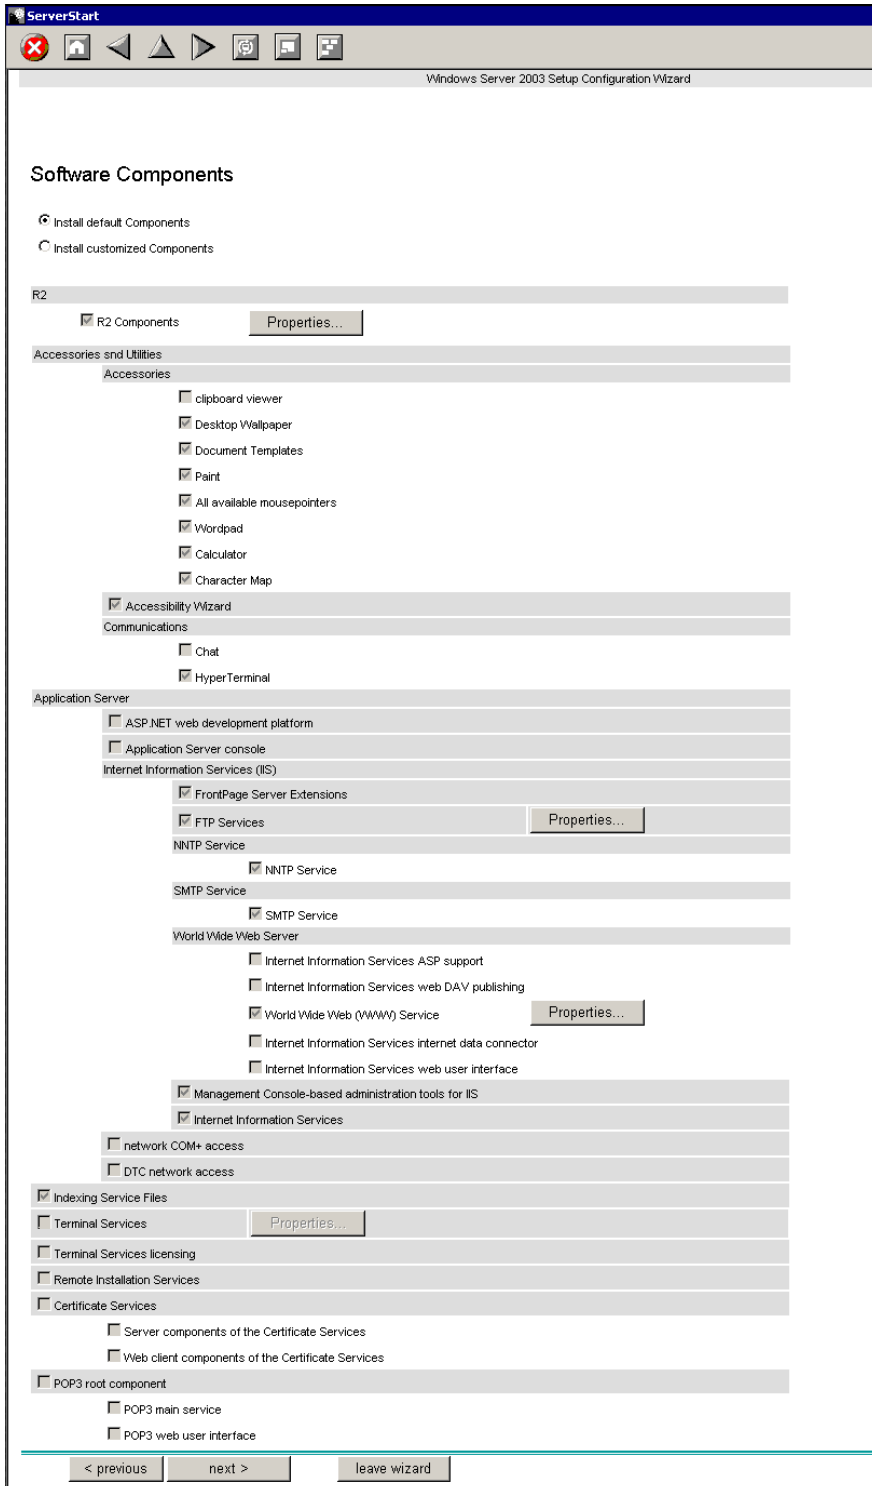 ServerStart
Windows Server 2003 Setup Configuration Wizard
Software Components
Install default Components
Install customized Components
R2
R2 Components Properties...
Accessories snd Utilities
Accessories
clipboard viewer
Desktop Wallpaper
Document Templates
Paint
All available mousepointers
Wordpad
Calculator
Character Map
Accessibility Wizard
Communications
Chat
HyperTerminal
Application Server
ASP.NET web development platform
Application Server console
Internet Information Services (IIS)
FrontPage Server Extensions
FTP Services Properties...
NNTP Service
NNTP Service
SMTP Service
SMTP Service
World Wide Web Server
Internet Information Services ASP support
Internet Information Services web DAV publishing
World Wide Web (WWW) Service Properties...
Internet Information Services internet data connector
Internet Information Services web user interface
Management Console-based administration tools for IIS
Internet Information Services
network COM+ access
DTC network access
Indexing Service Files
Terminal Services Properties...
Terminal Services licensing
Remote Installation Services
Certificate Services
Server components of the Certificate Services
Web client components of the Certificate Services
POP3 root component
POP3 main service
POP3 web user interface
< previous next > leave wizard